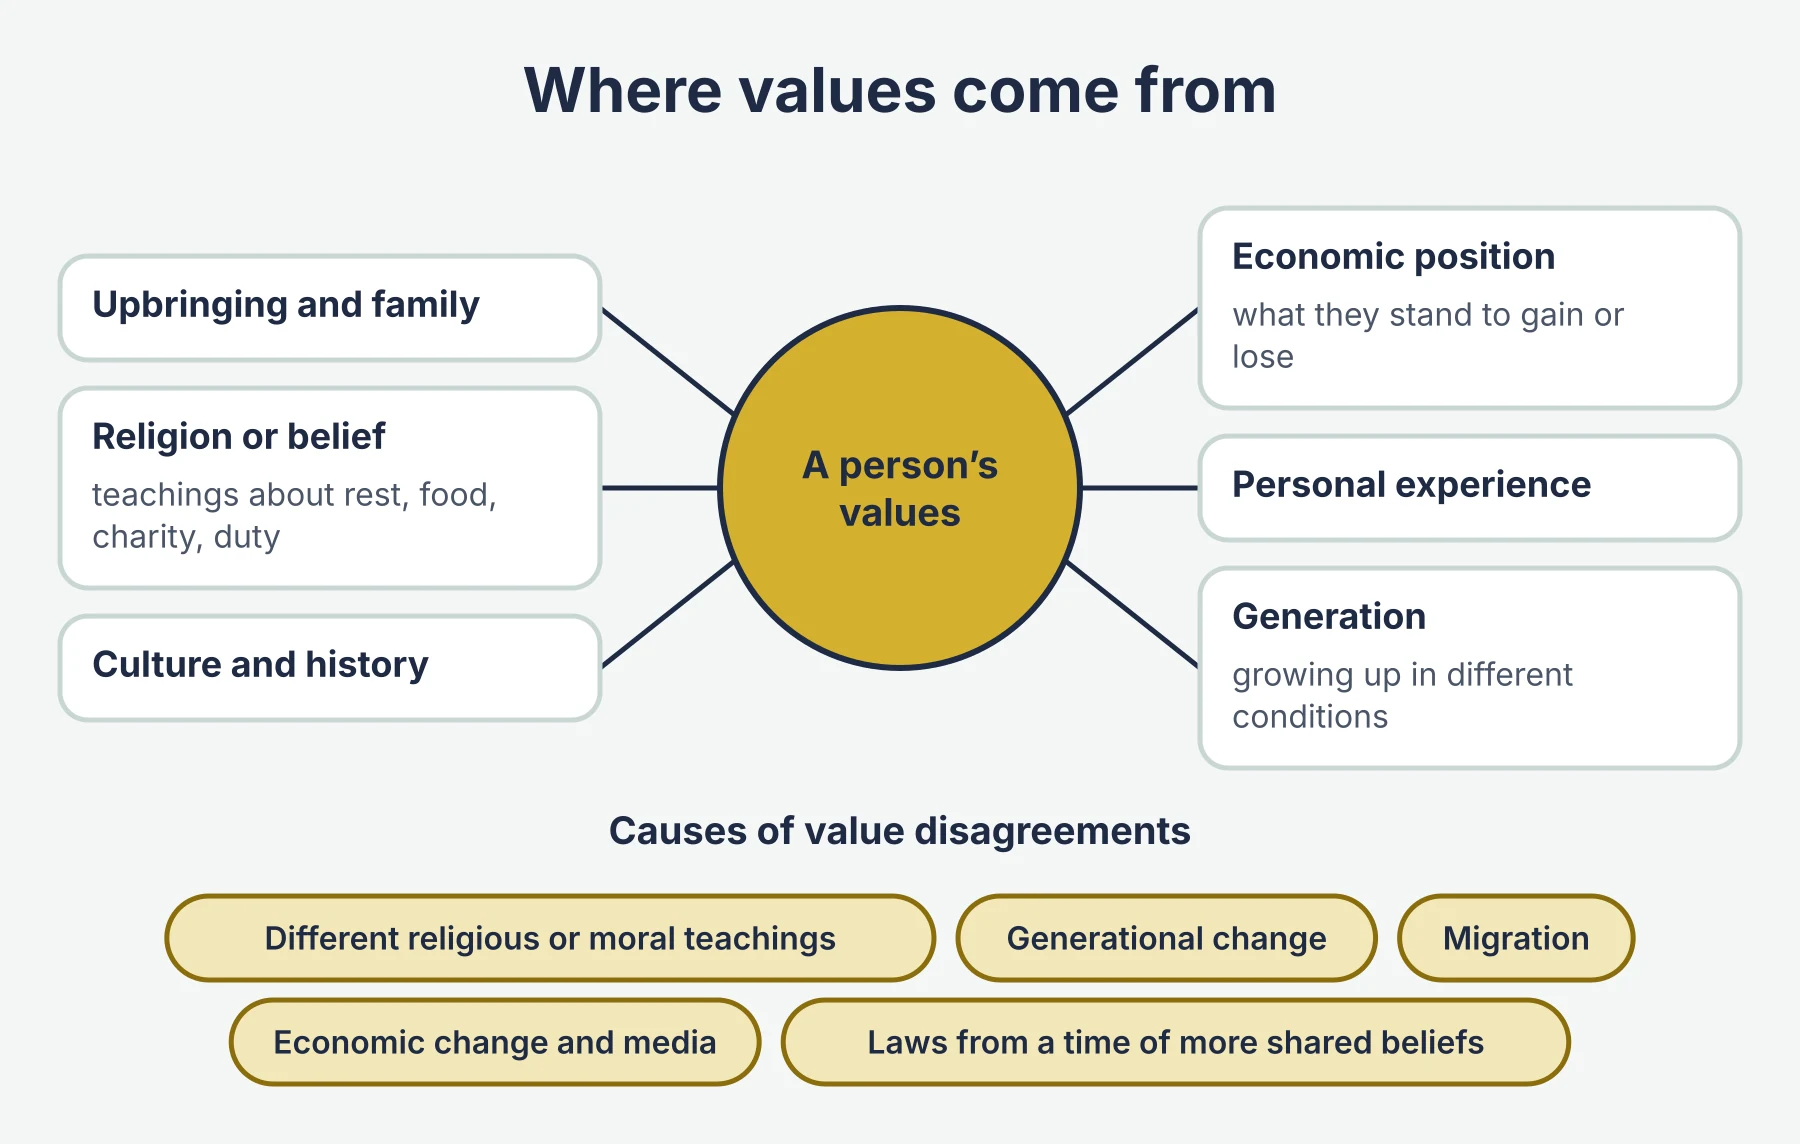 Where values come from
Upbringing and family
Religion or belief
teachings about rest, food,
charity, duty
Culture and history
A person’s
values
Economic position
what they stand to gain or
lose
Personal experience
Generation
growing up in different
conditions
Causes of value disagreements
Different religious or moral teachings
Generational change
Migration
Economic change and media
Laws from a time of more shared beliefs